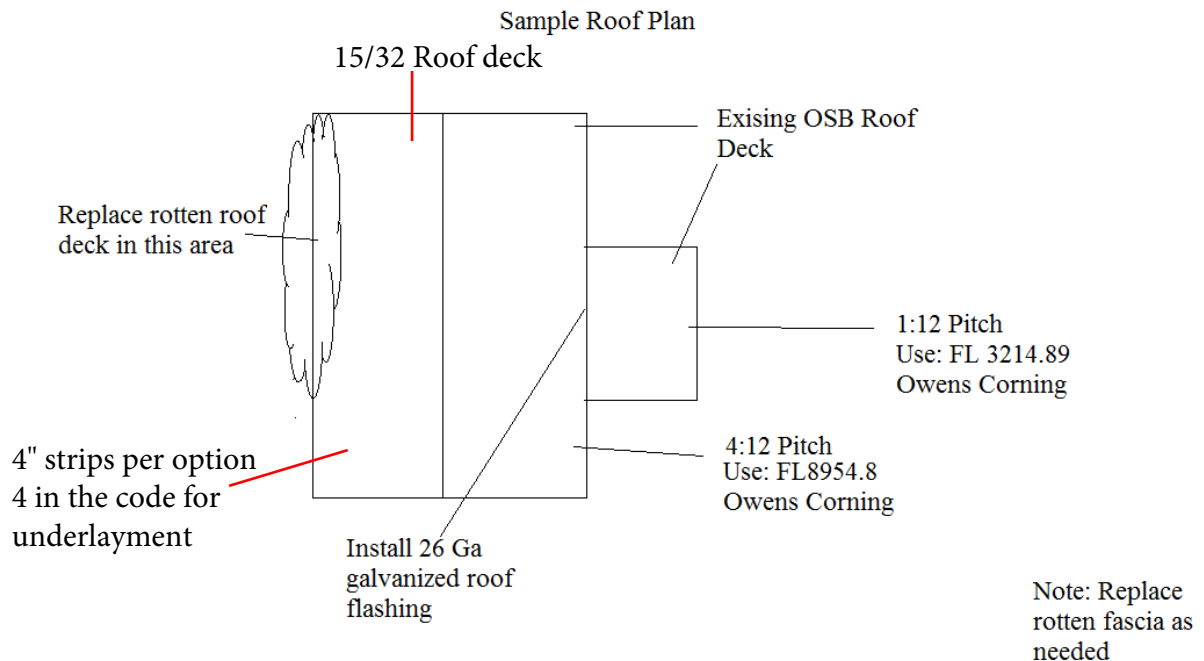 Sample Roof Plan
15/32 Roof deck
Exising OSB Roof
Deck
Replace rotten roof
deck in this area
1:12 Pitch
Use: FL 3214.89
Owens Corning
4" strips per option
4 in the code for
underlayment
4:12 Pitch
Use: FL8954.8
Owens Corning
Install 26 Ga
galvanized roof
flashing
Note: Replace
rotten fascia as
needed